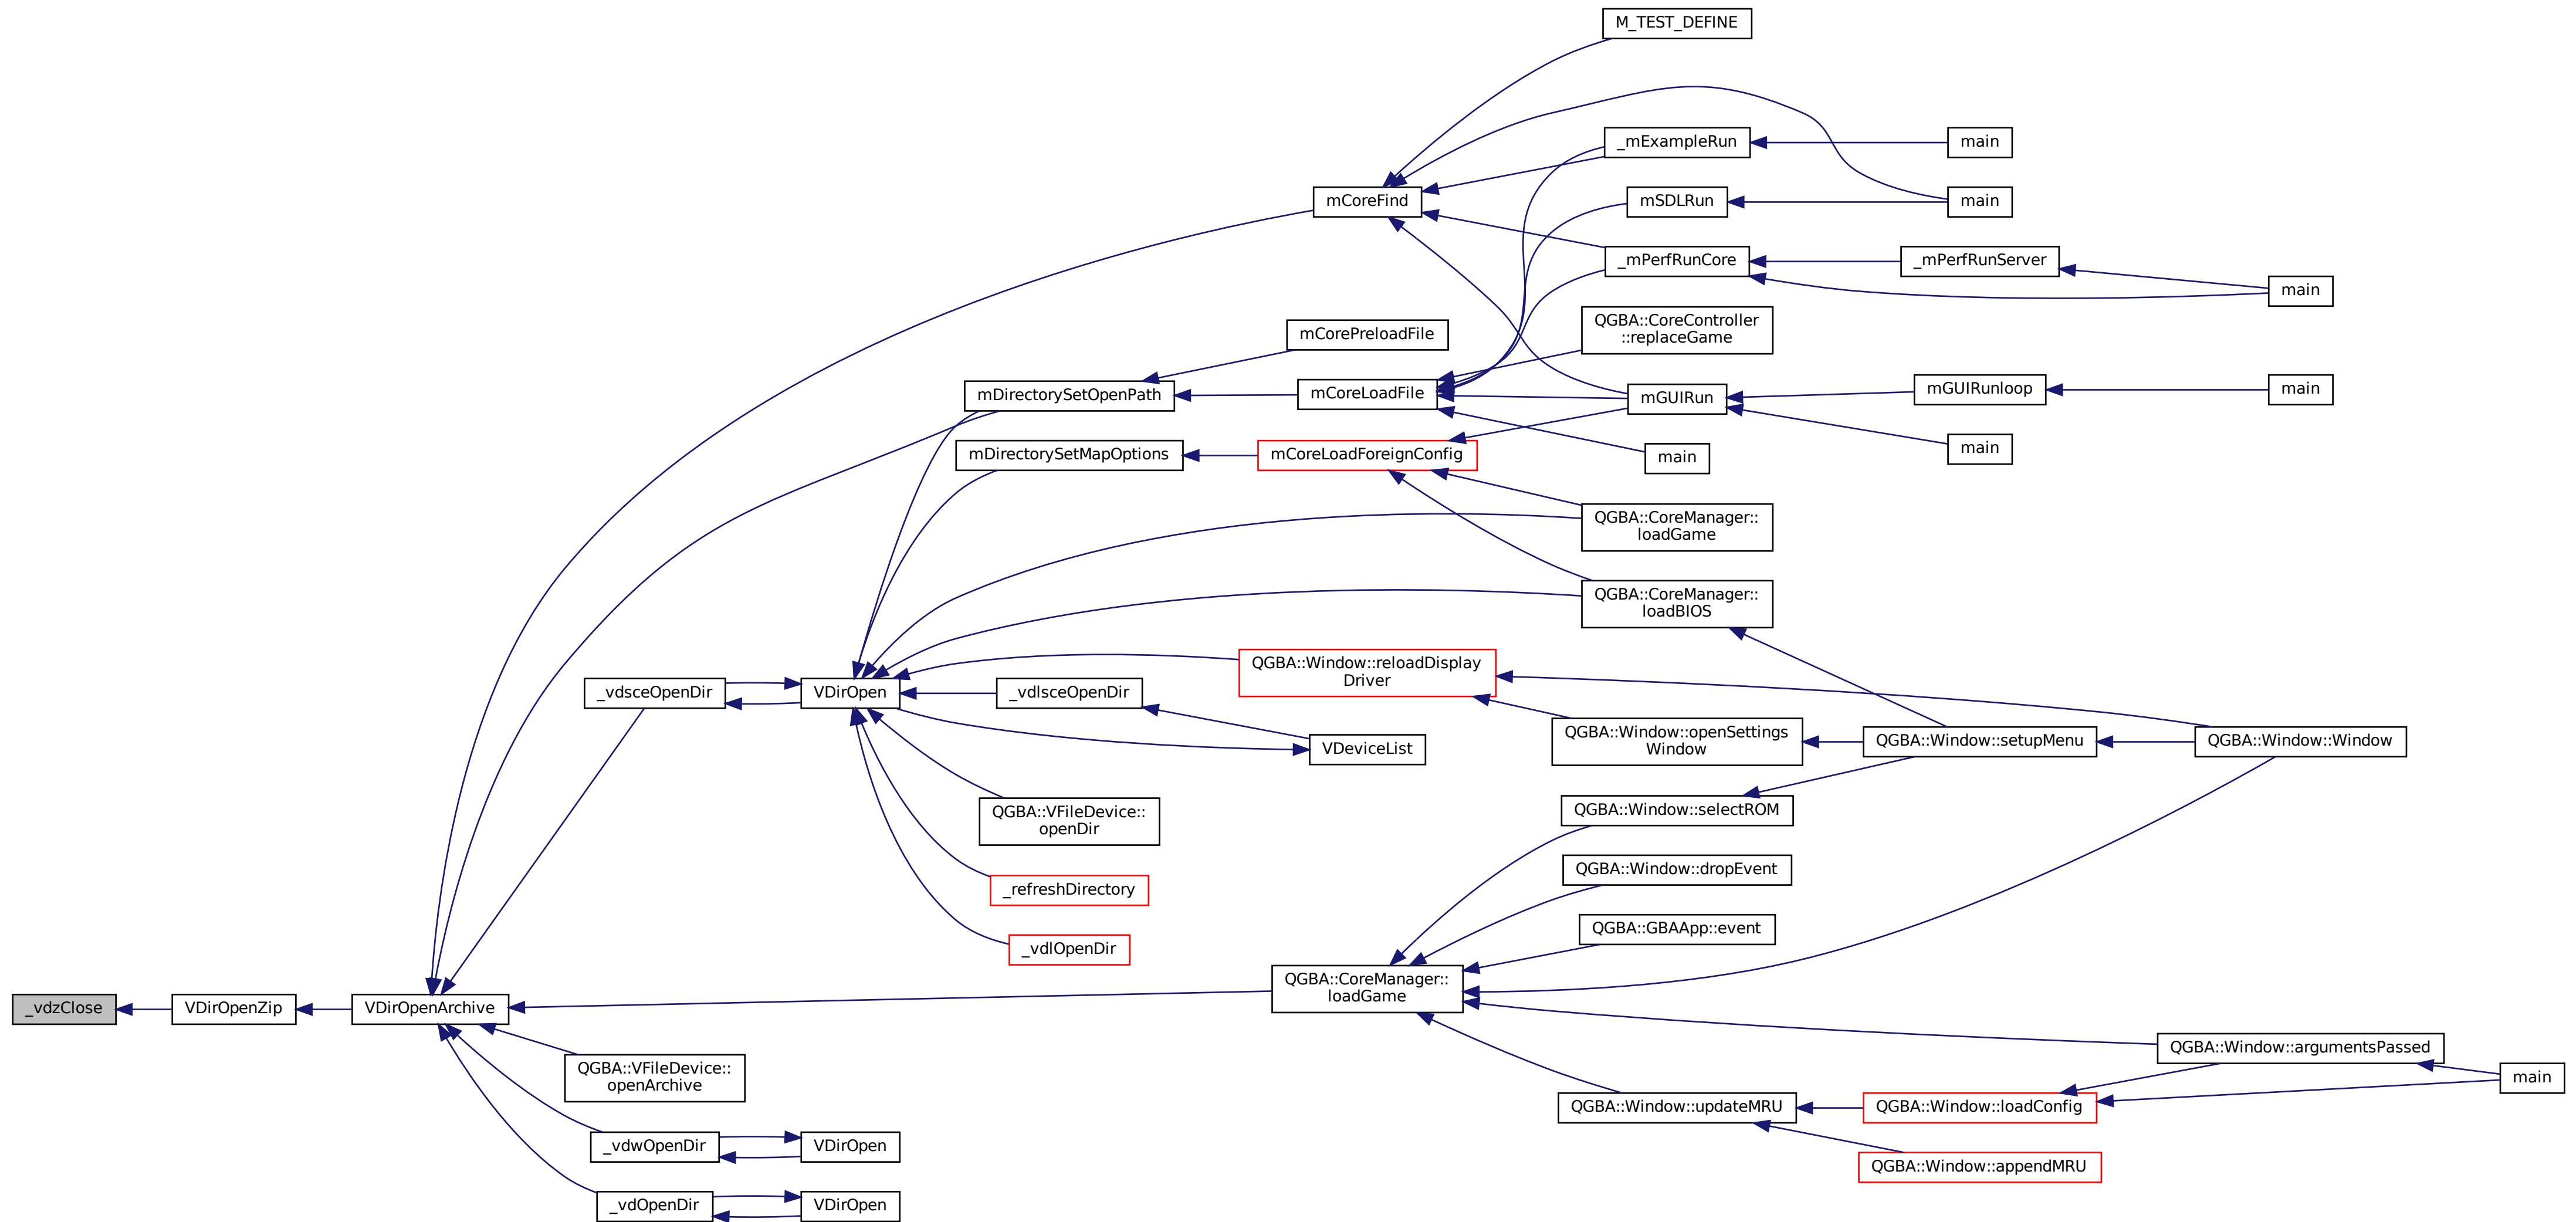 M_TEST_DEFINE
_mExampleRun
main
mCoreFind
mSDLRun
main
_mPerfRunCore
_mPerfRunServer
main
mCorePreloadFile
QGBA::CoreController
::replaceGame
mDirectorySetOpenPath
mCoreLoadFile
mGUIRun
mGUIRunloop
main
mDirectorySetMapOptions
mCoreLoadForeignConfig
main
main
QGBA::CoreManager::
loadGame
QGBA::CoreManager::
loadBIOS
_vdsceOpenDir
VDirOpen
_vdlsceOpenDir
QGBA::Window::reloadDisplay
Driver
VDeviceList
QGBA::Window::openSettings
Window
QGBA::Window::setupMenu
QGBA::Window::Window
QGBA::VFileDevice::
openDir
QGBA::Window::selectROM
_refreshDirectory
QGBA::Window::dropEvent
_vdlOpenDir
QGBA::GBAApp::event
_vdzClose
VDirOpenZip
VDirOpenArchive
QGBA::CoreManager::
loadGame
QGBA::VFileDevice::
openArchive
QGBA::Window::argumentsPassed
main
QGBA::Window::updateMRU
QGBA::Window::loadConfig
_vdwOpenDir
VDirOpen
QGBA::Window::appendMRU
_vdOpenDir
VDirOpen